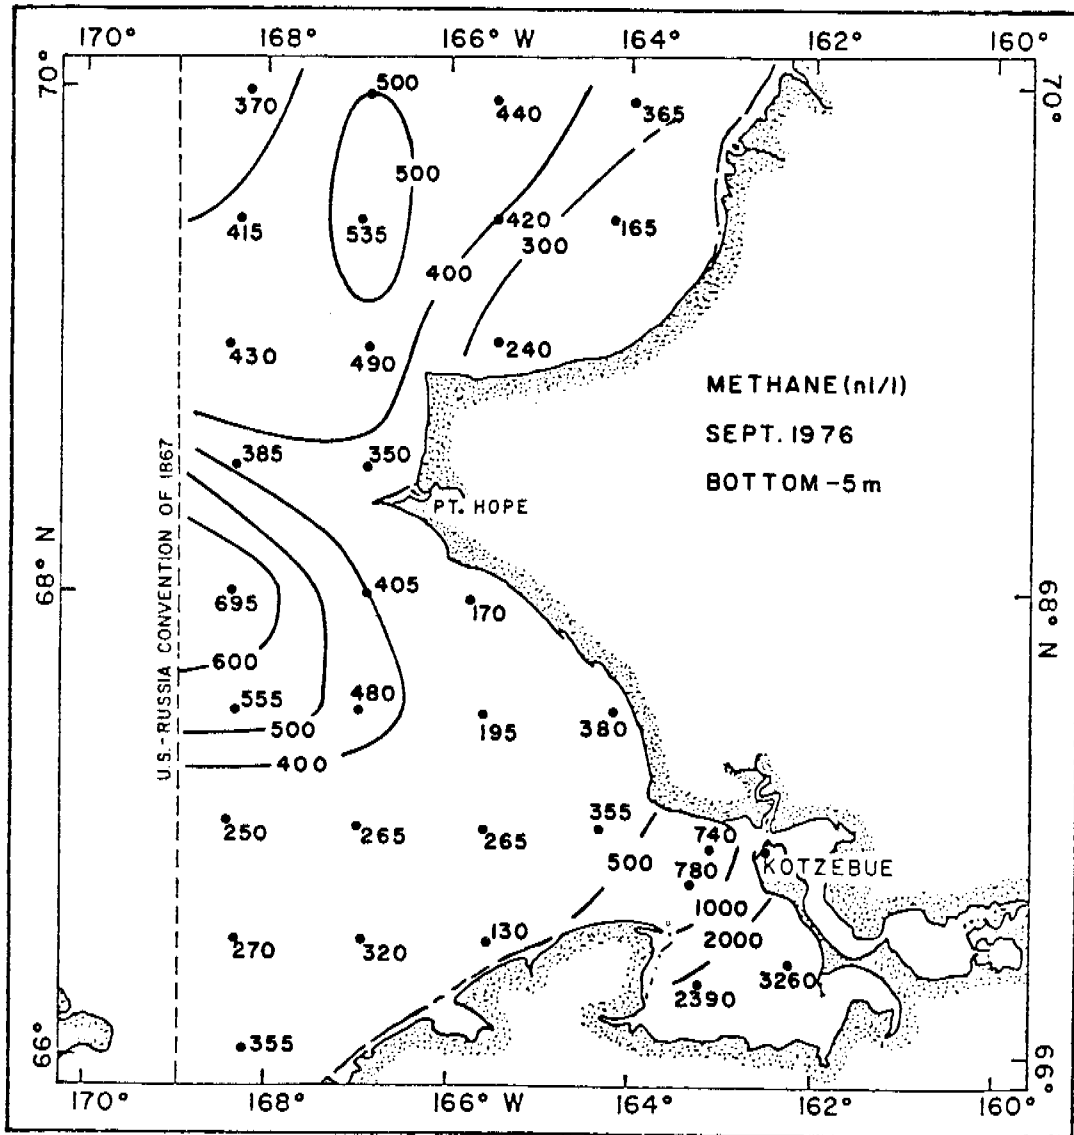 170° 168° 166° W 164° 162° 160°
70° 70°
370 500 440 365
500
415 535 420 165
400 300
430 490 240
METHANE (nl/l)
SEPT. 1976
BOTTOM -5m
385 350
PT. HOPE
U.S.-RUSSIA CONVENTION OF 1867
68° N 68° N
405
695 170
600
555 480 195 380
500
400
250 265 265 355 740
500 780 KOTZEBUE
1000
270 320 130 2000
2390 3260
66° 66°
355
170° 168° 166° W 164° 162° 160°